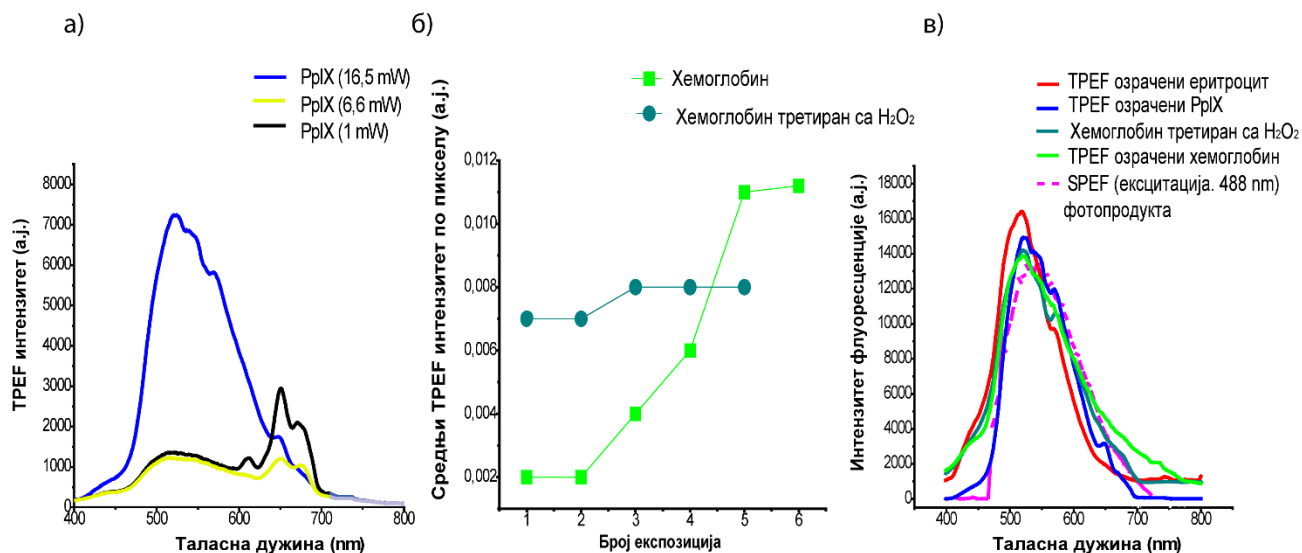 а)
PpIX (16,5 mW)
PpIX (6,6 mW)
PpIX (1 mW)
TPEF интензитет (a.j.)
8000
7000
6000
5000
4000
3000
2000
1000
0
400 500 600 700 800
Таласна дужина (nm)
б)
Хемоглобин
Хемоглобин третиран са H₂O₂
Средњи TPEF интензитет по пикселу (a.j.)
0,012
0,010
0,008
0,006
0,004
0,002
1 2 3 4 5 6
Број експозиција
в)
TPEF озрачени еритроцит
TPEF озрачени PpIX
Хемоглобин третиран са H₂O₂
TPEF озрачени хемоглобин
SPEF (ексцитација. 488 nm)
фотопродукта
Интензитет флуоресценције (a.j.)
18000
16000
14000
12000
10000
8000
6000
4000
2000
0
400 500 600 700 800
Таласна дужина (nm)